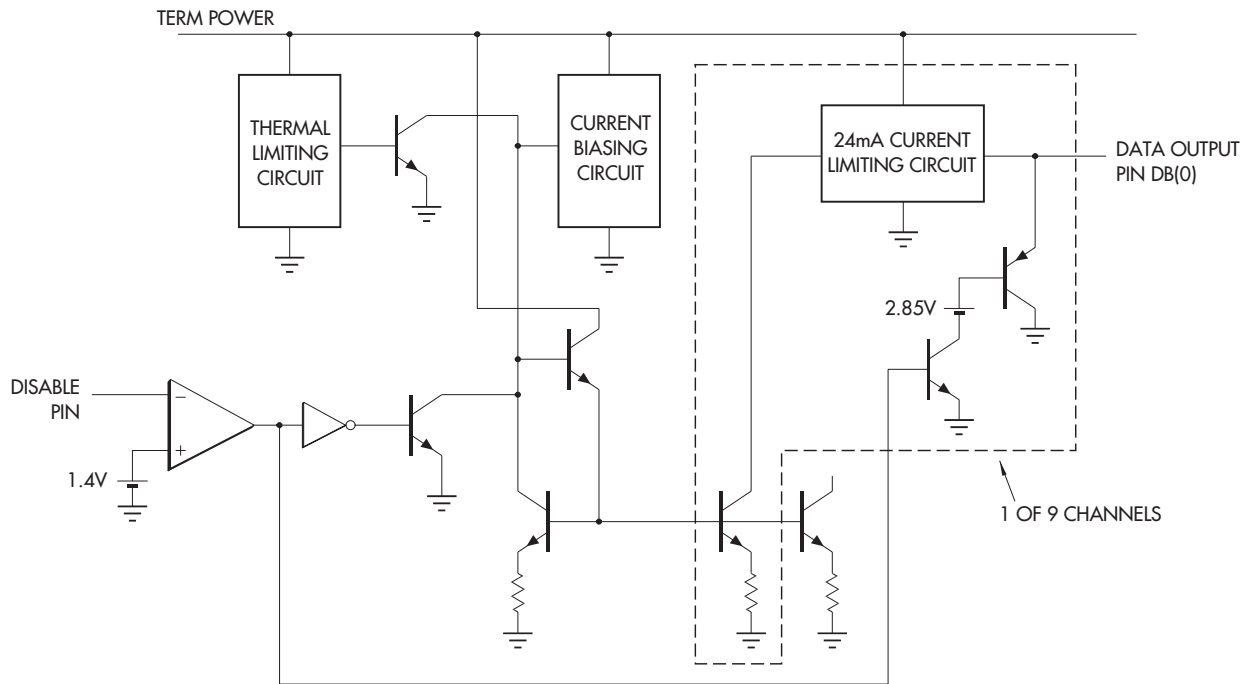 TERM POWER
THERMAL
LIMITING
CIRCUIT
CURRENT
BIASING
CIRCUIT
24mA CURRENT
LIMITING CIRCUIT
DATA OUTPUT
PIN DB(0)
2.85V
DISABLE
PIN
−
+
1.4V
1 OF 9 CHANNELS